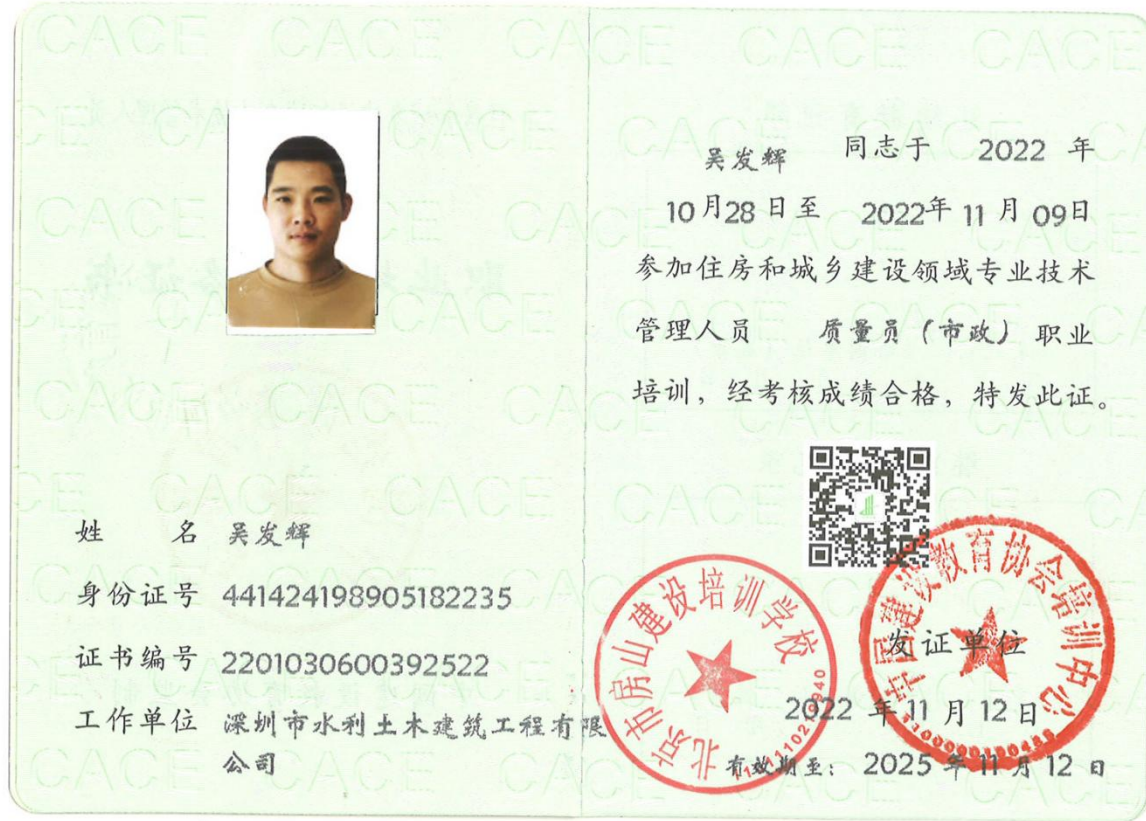 姓 名 吴发辉
身份证号 441424198905182235
证书编号 2201030600392522
工作单位 深圳市水利土木建筑工程有限
公司
吴发辉 同志于 2022 年
10月28 日至 2022年 11 月 09日
参加住房和城乡建设领域专业技术
管理人员 质量员（市政）职业
培训，经考核成绩合格，特发此证。
北京市房山建设培训学校
中国建设教育协会培训中心
发证单位
2022 年 11 月 12 日
有效期至： 2025 年 11 月 12 日
CACE